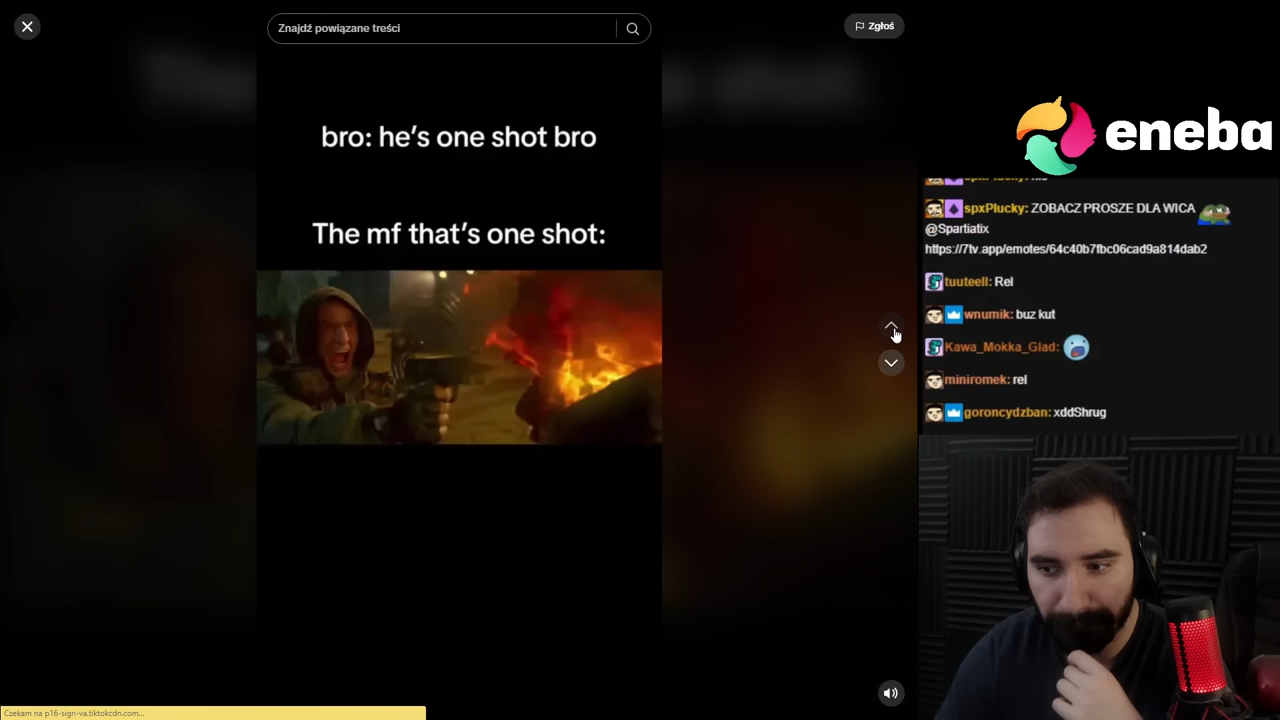 Znajdź powiązane treści
Zgłoś
bro: he's one shot bro
The mf that's one shot:
eneba
spxPlucky: ZOBACZ PROSZE DLA WICA
@Spartiatix
https://7tv.app/emotes/64c40b7fbc06cad9a814dab2
tuuteell: Rel
wnumik: buz kut
Kawa_Mokka_Glad:
miniromek: rel
goroncydzban: xddShrug
Czekam na p16-sign-va.tiktokcdn.com...